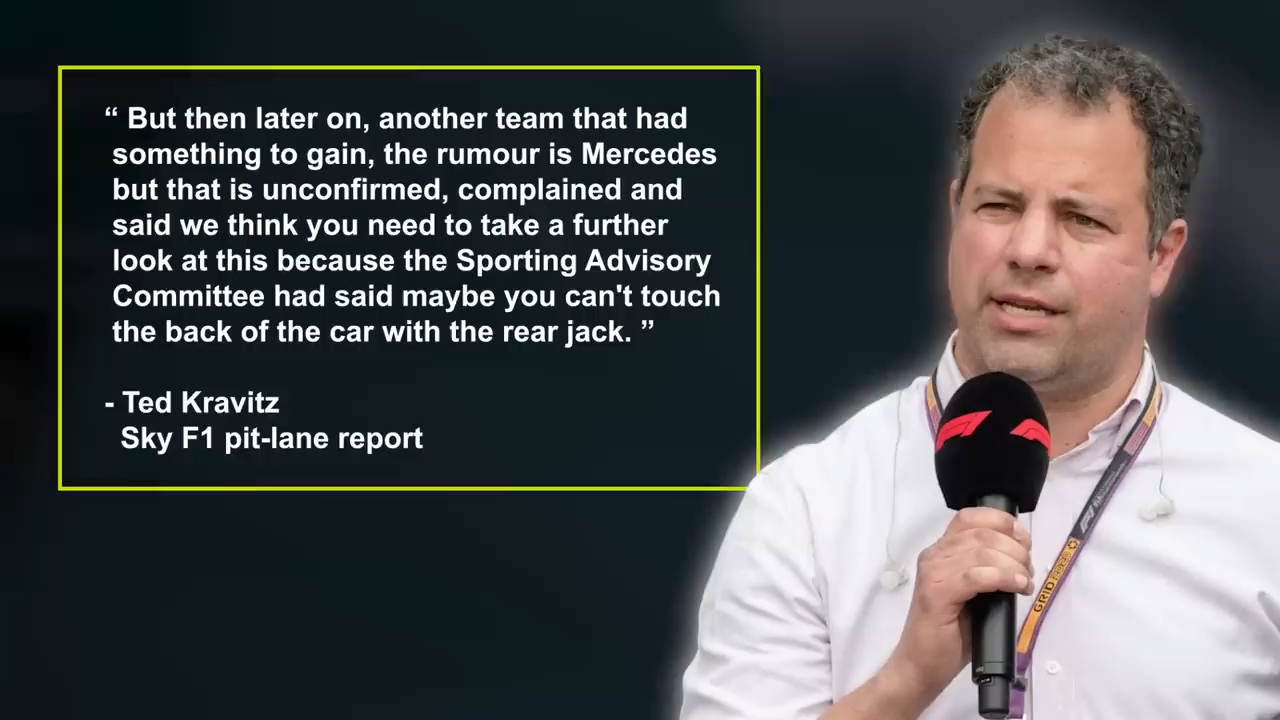 “ But then later on, another team that had
something to gain, the rumour is Mercedes
but that is unconfirmed, complained and
said we think you need to take a further
look at this because the Sporting Advisory
Committee had said maybe you can't touch
the back of the car with the rear jack. ”
- Ted Kravitz
Sky F1 pit-lane report
GRID